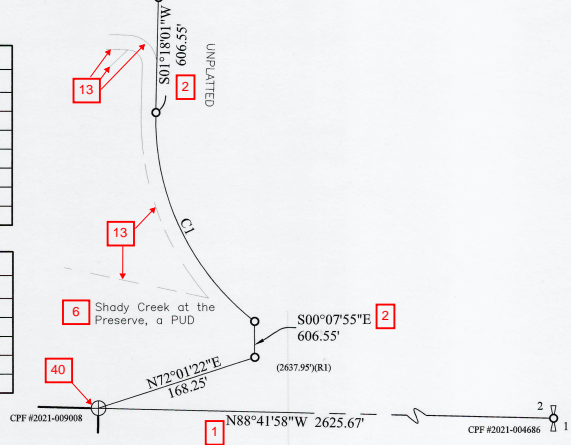 S01°18'01"W
606.55'
UNPLATTED
2
13
C1
13
6
Shady Creek at the
Preserve, a PUD
S00°07'55"E
606.55'
2
(2637.95')(R1)
N72°01'22"E
168.25'
40
CPF #2021-009008
1
N88°41'58"W 2625.67'
2
1
CPF #2021-004686